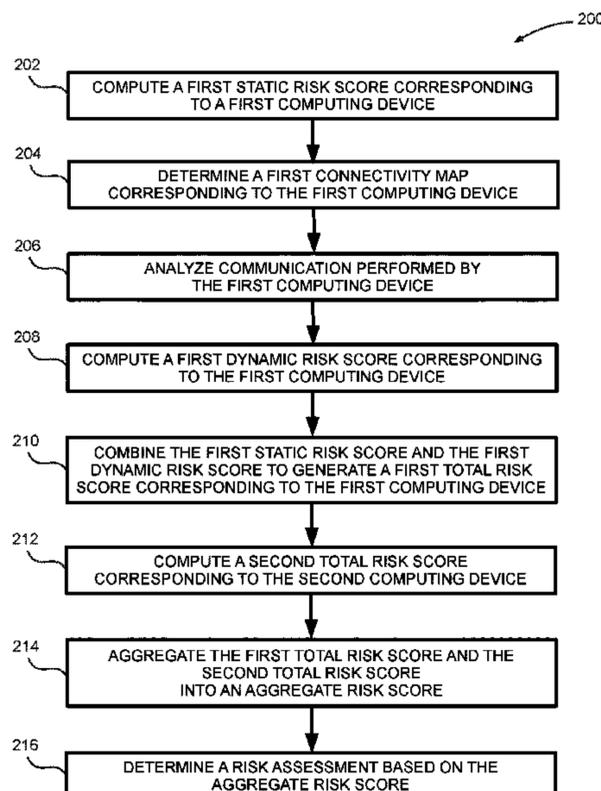 200
202
COMPUTE A FIRST STATIC RISK SCORE CORRESPONDING
TO A FIRST COMPUTING DEVICE
204
DETERMINE A FIRST CONNECTIVITY MAP
CORRESPONDING TO THE FIRST COMPUTING DEVICE
206
ANALYZE COMMUNICATION PERFORMED BY
THE FIRST COMPUTING DEVICE
208
COMPUTE A FIRST DYNAMIC RISK SCORE CORRESPONDING
TO THE FIRST COMPUTING DEVICE
210
COMBINE THE FIRST STATIC RISK SCORE AND THE FIRST
DYNAMIC RISK SCORE TO GENERATE A FIRST TOTAL RISK
SCORE CORRESPONDING TO THE FIRST COMPUTING DEVICE
212
COMPUTE A SECOND TOTAL RISK SCORE
CORRESPONDING TO THE SECOND COMPUTING DEVICE
214
AGGREGATE THE FIRST TOTAL RISK SCORE AND THE
SECOND TOTAL RISK SCORE
INTO AN AGGREGATE RISK SCORE
216
DETERMINE A RISK ASSESSMENT BASED ON THE
AGGREGATE RISK SCORE